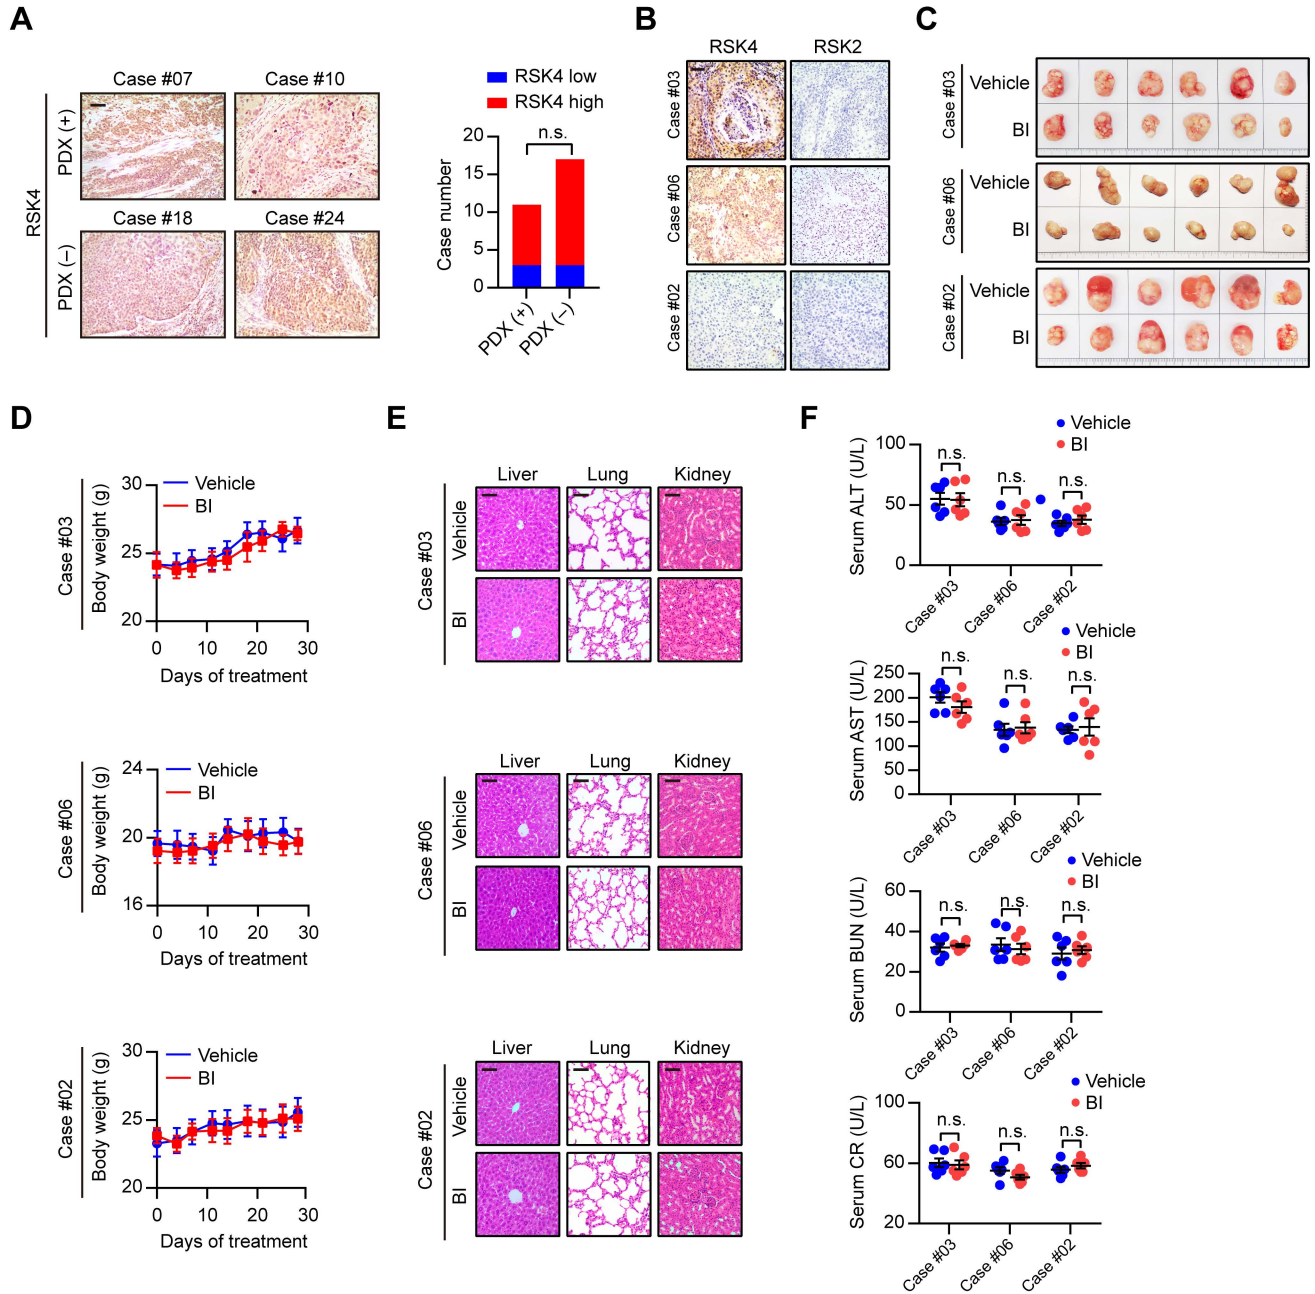 A
B
C
Case #07
Case #10
RSK4 low
RSK4 high
RSK4
PDX (+)
PDX (–)
Case #18
Case #24
n.s.
Case number
20
15
10
5
0
PDX (+)
PDX (–)
RSK4
RSK2
Case #03
Case #06
Case #02
Case #03
Vehicle
BI
Case #06
Vehicle
BI
Case #02
Vehicle
BI
D
E
F
Case #03
Body weight (g)
30
25
20
Vehicle
BI
0
10
20
30
Days of treatment
Case #06
Body weight (g)
24
20
16
Vehicle
BI
0
10
20
30
Days of treatment
Case #02
Body weight (g)
30
25
20
Vehicle
BI
0
10
20
30
Days of treatment
Liver
Lung
Kidney
Case #03
Vehicle
BI
Liver
Lung
Kidney
Case #06
Vehicle
BI
Liver
Lung
Kidney
Case #02
Vehicle
BI
Vehicle
BI
Serum ALT (U/L)
100
50
0
n.s.
n.s.
n.s.
Case #03
Case #06
Case #02
Vehicle
BI
Serum AST (U/L)
250
200
150
100
50
0
n.s.
n.s.
n.s.
Case #03
Case #06
Case #02
Vehicle
BI
Serum BUN (U/L)
60
40
20
0
n.s.
n.s.
n.s.
Case #03
Case #06
Case #02
Vehicle
BI
Serum CR (U/L)
100
60
20
n.s.
n.s.
n.s.
Case #03
Case #06
Case #02